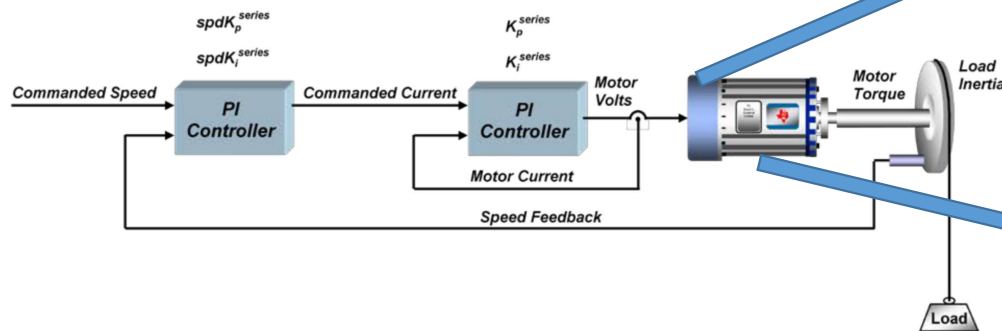 spdKₚˢᵉʳⁱᵉˢ
spdKᵢˢᵉʳⁱᵉˢ
Kₚˢᵉʳⁱᵉˢ
Kᵢˢᵉʳⁱᵉˢ
Commanded Speed
PI
Controller
Commanded Current
PI
Controller
Motor
Volts
Motor
Torque
Load
Inertia
Motor Current
Speed Feedback
Load